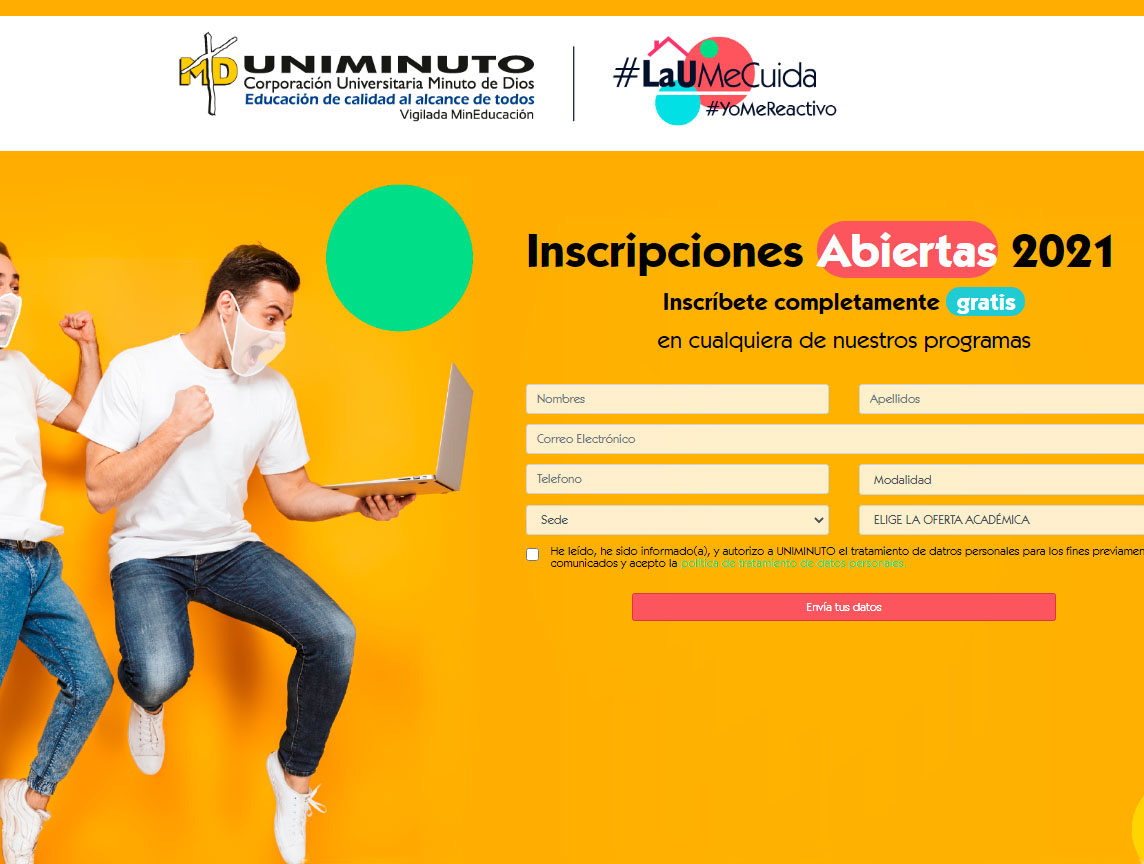 MD UNIMINUTO
Corporación Universitaria Minuto de Dios
Educación de calidad al alcance de todos
Vigilada MinEducación
#LaUMeCuida
#YoMeReactivo
Inscripciones Abiertas 2021
Inscríbete completamente gratis
en cualquiera de nuestros programas
Nombres
Apellidos
Correo Electrónico
Telefono
Modalidad
Sede
ELIGE LA OFERTA ACADÉMICA
He leído, he sido informado(a), y autorizo a UNIMINUTO el tratamiento de datros personales para los fines previamen
comunicados y acepto la política de tratamiento de datos personales.
Envía tus datos